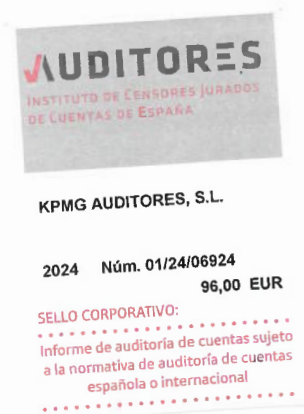 AUDITORES
INSTITUTO DE CENSORES JURADOS
DE CUENTAS DE ESPAÑA
KPMG AUDITORES, S.L.
2024 Núm. 01/24/06924
96,00 EUR
SELLO CORPORATIVO:
Informe de auditoría de cuentas sujeto
a la normativa de auditoría de cuentas
española o internacional